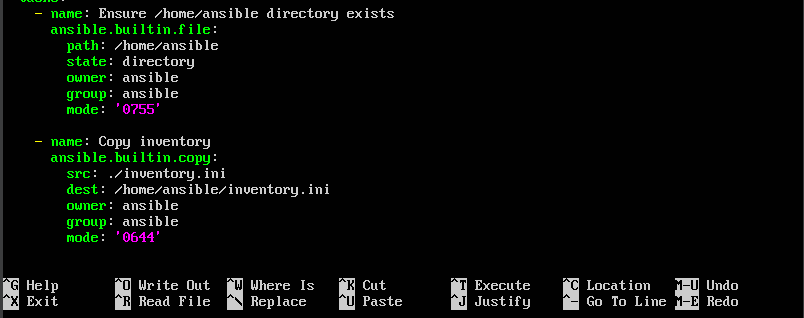 - name: Ensure /home/ansible directory exists
    ansible.builtin.file:
      path: /home/ansible
      state: directory
      owner: ansible
      group: ansible
      mode: '0755'

  - name: Copy inventory
    ansible.builtin.copy:
      src: ./inventory.ini
      dest: /home/ansible/inventory.ini
      owner: ansible
      group: ansible
      mode: '0644'

^G Help ^O Write Out ^W Where Is ^K Cut ^T Execute ^C Location M-U Undo
^X Exit ^R Read File ^\ Replace ^U Paste ^J Justify ^- Go To Line M-E Redo